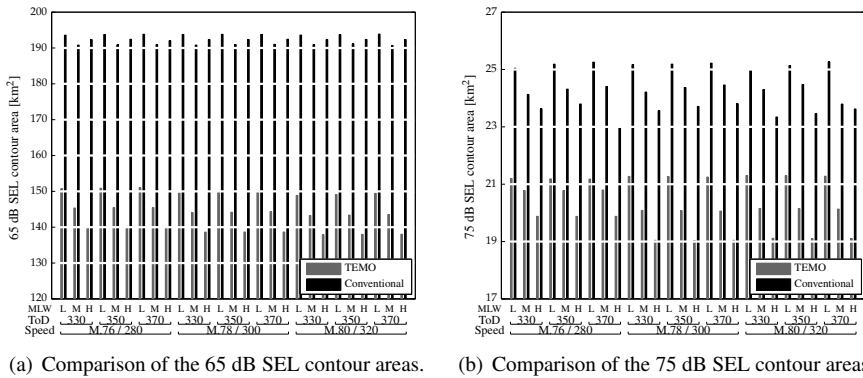 65 dB SEL contour area [km²]
200
190
180
170
160
150
140
130
120
TEMO
Conventional
MLW L M H L M H L M H L M H L M H L M H L M H L M H L M H
ToD 330 350 370 330 350 370 330 350 370
Speed M.76 / 280 M.78 / 300 M.80 / 320
(a) Comparison of the 65 dB SEL contour areas.
75 dB SEL contour area [km²]
27
25
23
21
19
17
TEMO
Conventional
MLW L M H L M H L M H L M H L M H L M H L M H L M H L M H
ToD 330 350 370 330 350 370 330 350 370
Speed M.76 / 280 M.78 / 300 M.80 / 320
(b) Comparison of the 75 dB SEL contour areas